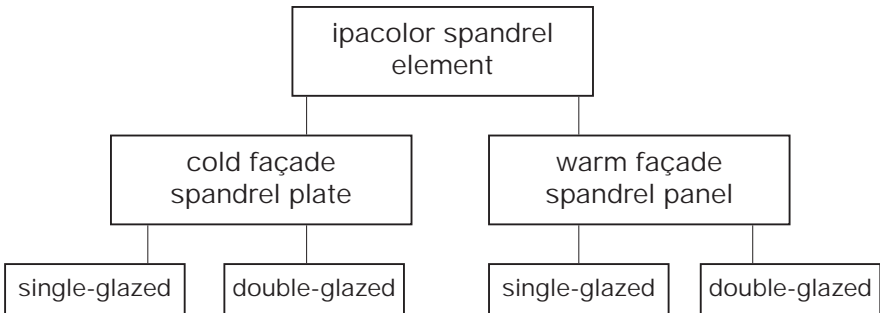 ipacolor spandrel
element
cold façade
spandrel plate
warm façade
spandrel panel
single-glazed
double-glazed
single-glazed
double-glazed